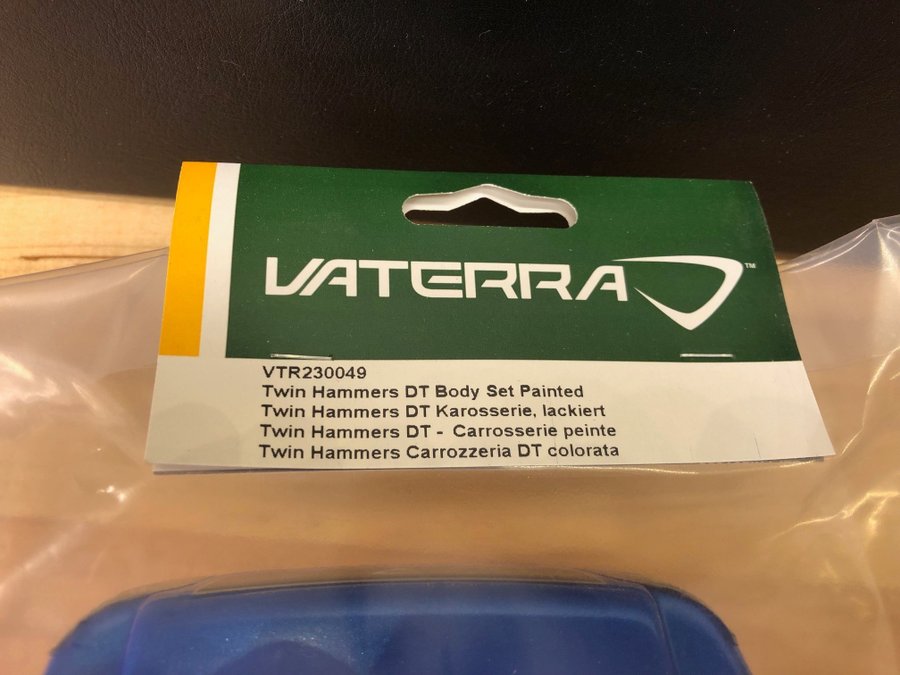 VATERRA™
VTR230049
Twin Hammers DT Body Set Painted
Twin Hammers DT Karosserie, lackiert
Twin Hammers DT - Carrosserie peinte
Twin Hammers Carrozzeria DT colorata